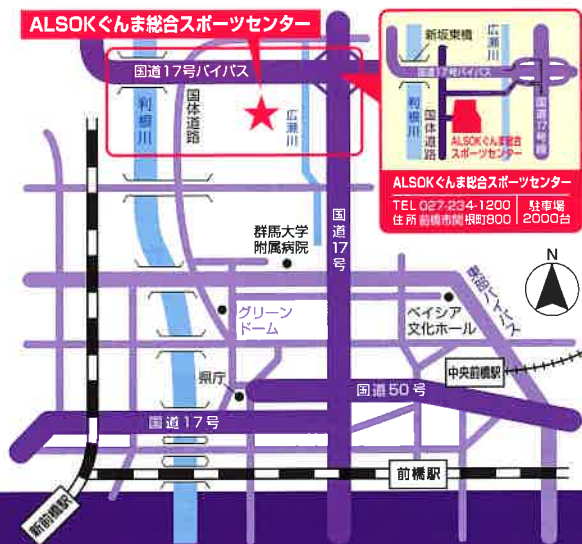 ALSOKぐんま総合スポーツセンター
国道17号バイパス
利根川
国体道路
広瀬川
新坂東橋
広瀬川
国道17号バイパス
利根川
国体道路
国道17号線
ALSOKぐんま総合
スポーツセンター
ALSOKぐんま総合スポーツセンター
TEL 027-234-1200
住所 前橋市関根町800
駐車場
2000台
国道17号
群馬大学
附属病院
N
東部バイパス
グリーン
ドーム
ベイシア
文化ホール
中央前橋駅
県庁
国道50号
国道17号
前橋駅
新前橋駅